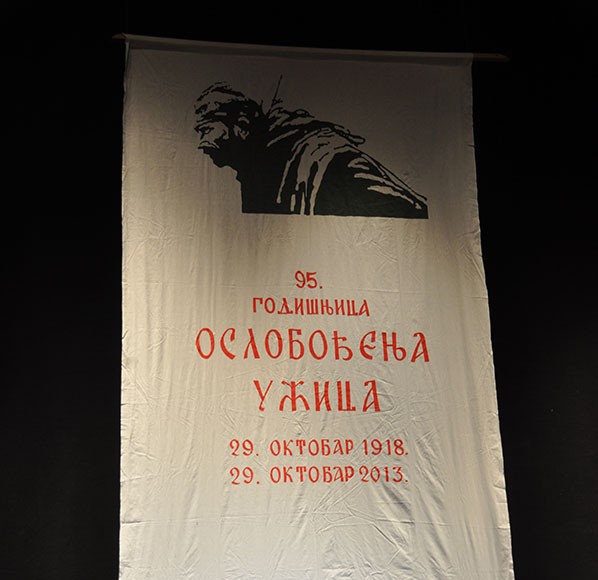 95.
ГОДИШЊИЦА
ОСЛОБОЂЕЊА
УЖИЦА
29. ОКТОБАР 1918.
29. ОКТОБАР 2013.